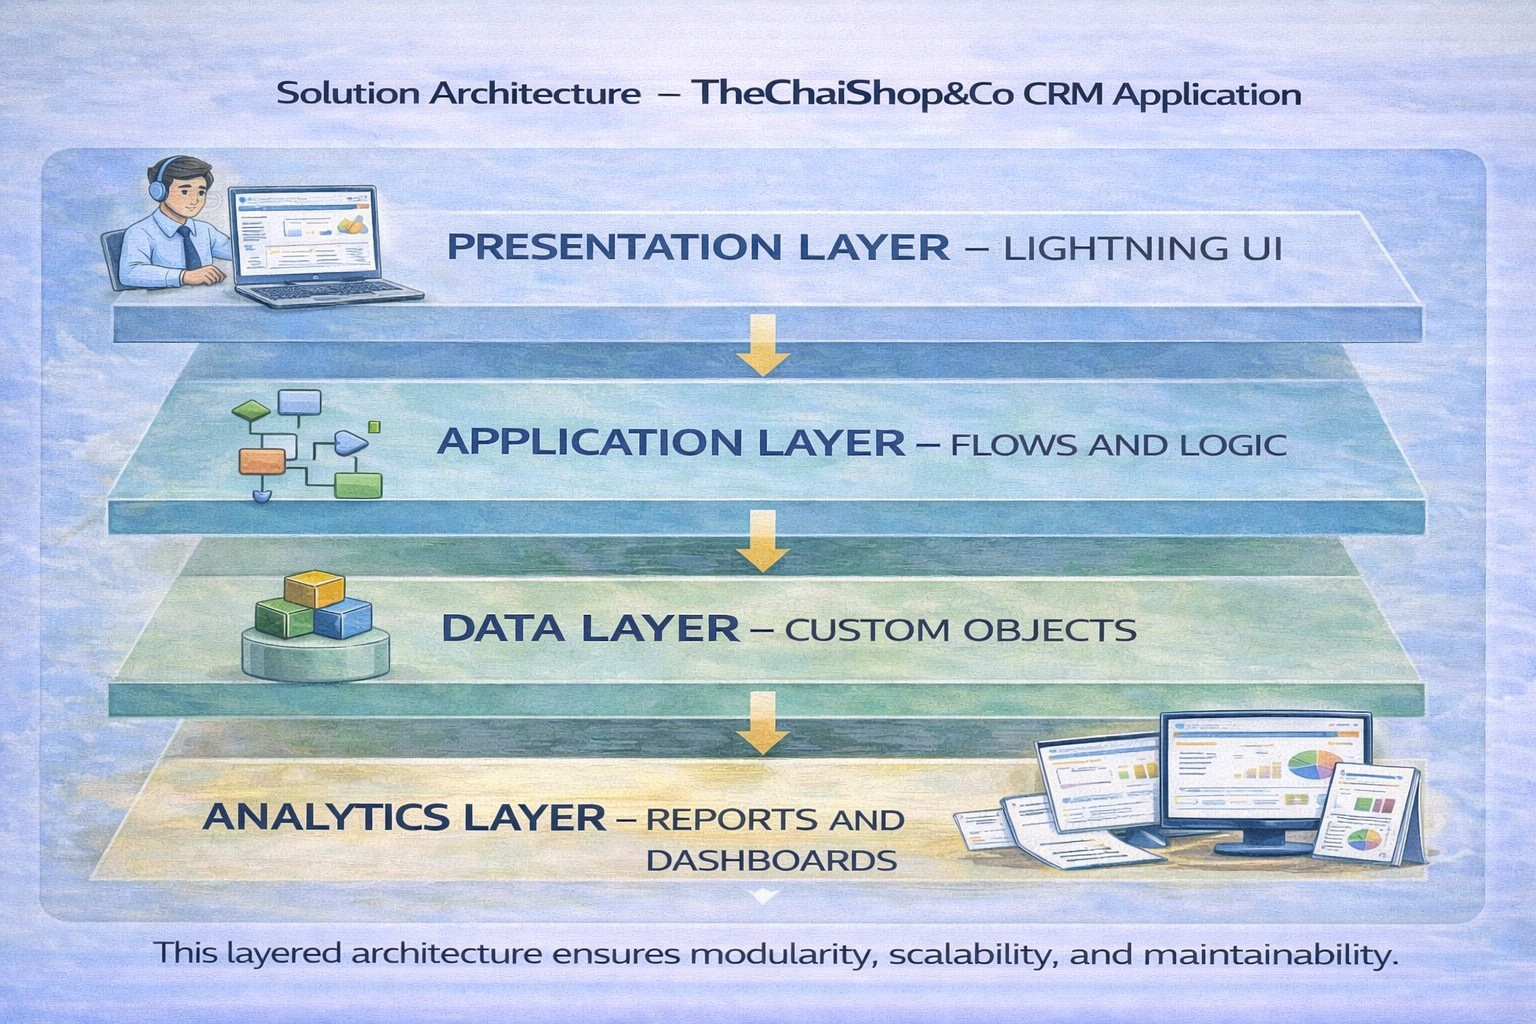 Solution Architecture – TheChaiShop&Co CRM Application
PRESENTATION LAYER – LIGHTNING UI
APPLICATION LAYER – FLOWS AND LOGIC
DATA LAYER – CUSTOM OBJECTS
ANALYTICS LAYER – REPORTS AND
DASHBOARDS
This layered architecture ensures modularity, scalability, and maintainability.